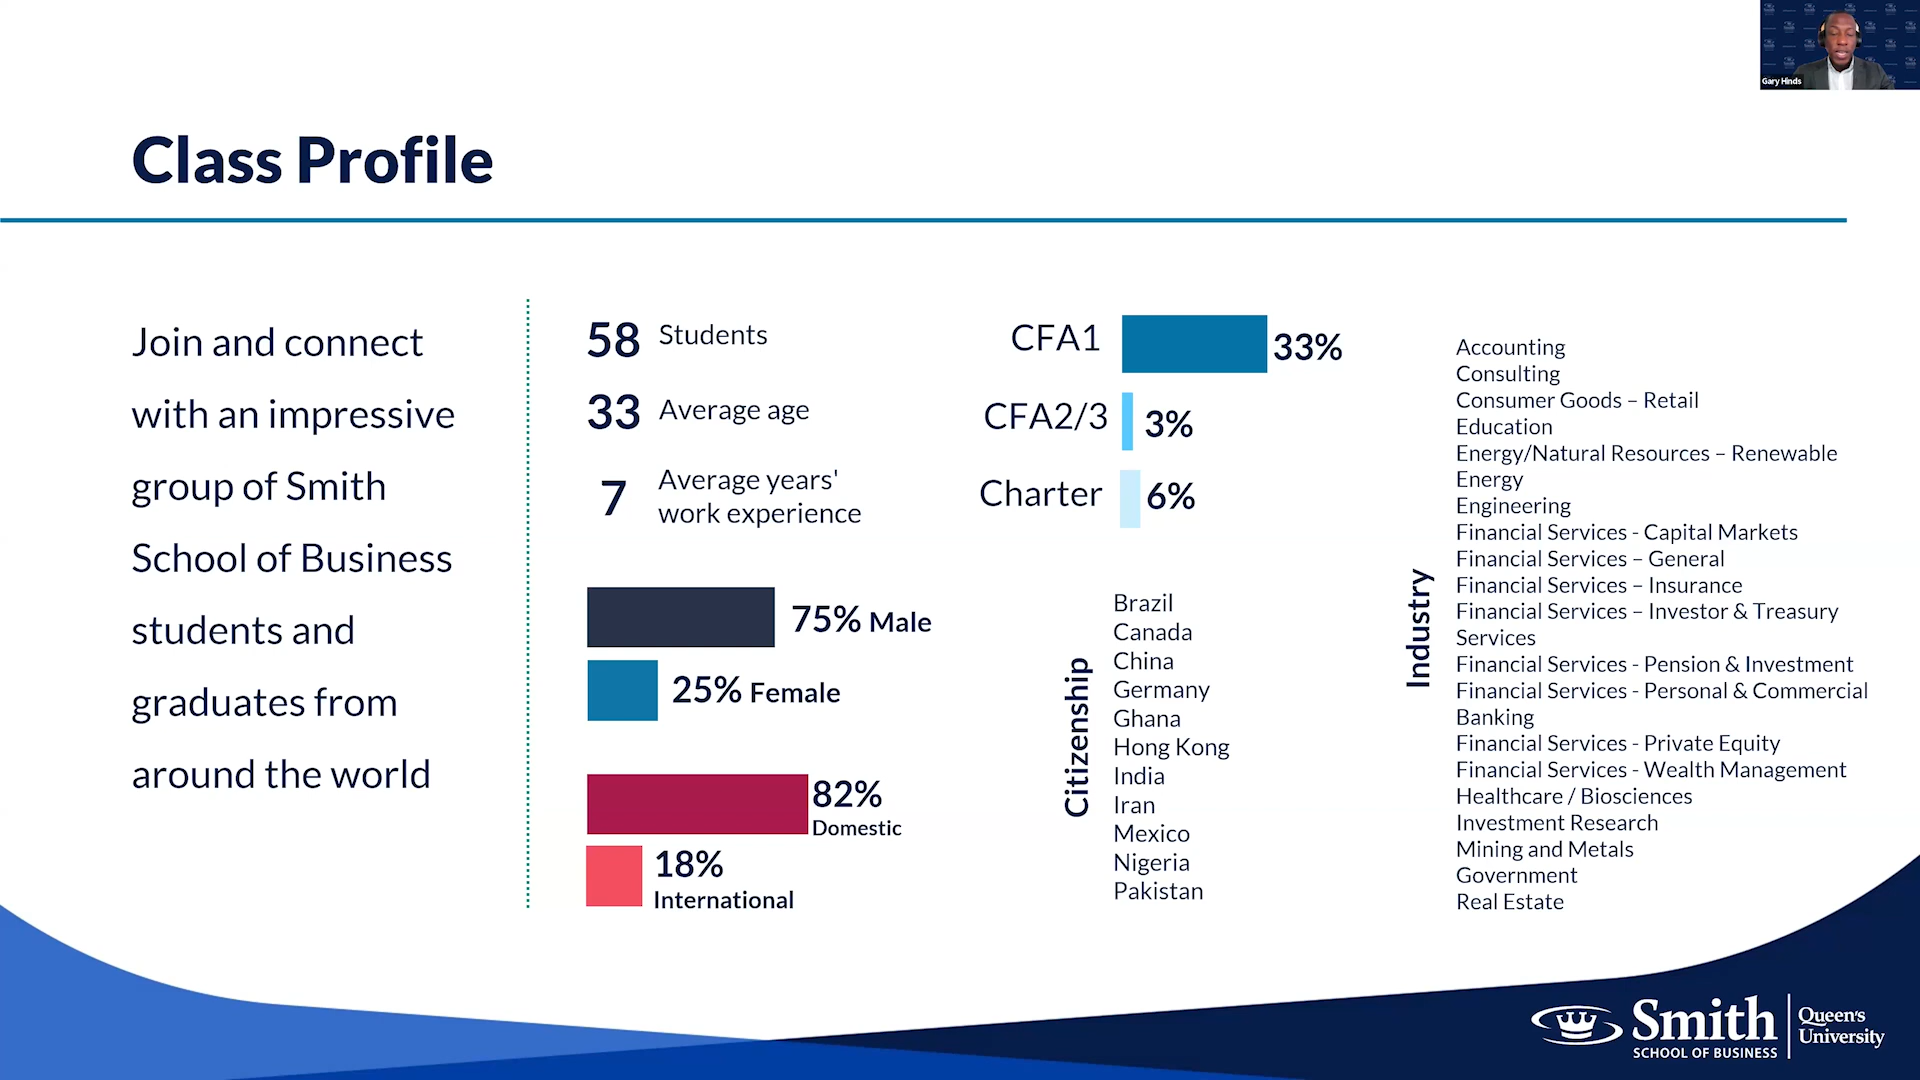 Gary Hinds
Class Profile
Join and connect
with an impressive
group of Smith
School of Business
students and
graduates from
around the world
58 Students
33 Average age
7 Average years'
work experience
75% Male
25% Female
82%
Domestic
18%
International
CFA1 33%
CFA2/3 3%
Charter 6%
Citizenship
Brazil
Canada
China
Germany
Ghana
Hong Kong
India
Iran
Mexico
Nigeria
Pakistan
Industry
Accounting
Consulting
Consumer Goods – Retail
Education
Energy/Natural Resources – Renewable
Energy
Engineering
Financial Services - Capital Markets
Financial Services – General
Financial Services – Insurance
Financial Services – Investor & Treasury
Services
Financial Services - Pension & Investment
Financial Services - Personal & Commercial
Banking
Financial Services - Private Equity
Financial Services - Wealth Management
Healthcare / Biosciences
Investment Research
Mining and Metals
Government
Real Estate
Smith
SCHOOL OF BUSINESS
Queen's
University